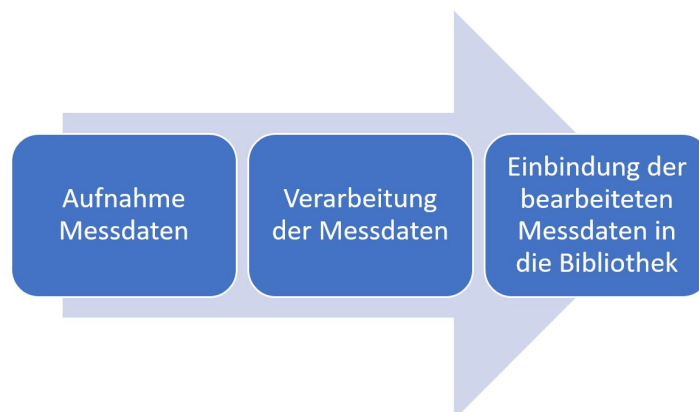 Aufnahme
Messdaten
Verarbeitung
der Messdaten
Einbindung der
bearbeiteten
Messdaten in
die Bibliothek